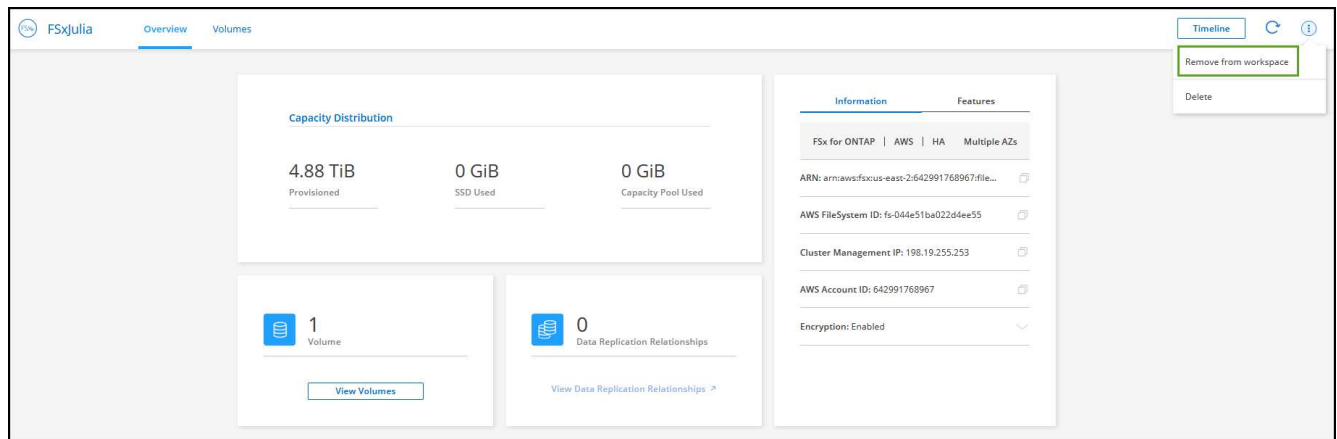 FSxJulia
Overview
Volumes
Timeline
Remove from workspace
Delete
Capacity Distribution
4.88 TiB
Provisioned
0 GiB
SSD Used
0 GiB
Capacity Pool Used
1
Volume
View Volumes
0
Data Replication Relationships
View Data Replication Relationships
Information
Features
FSx for ONTAP | AWS | HA Multiple AZs
ARN: arn:aws:fsx:us-east-2:642991768967:file...
AWS FileSystem ID: fs-044e51ba022d4ee55
Cluster Management IP: 198.19.255.253
AWS Account ID: 642991768967
Encryption: Enabled